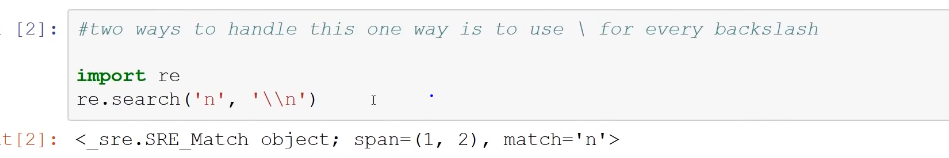 [2]: #two ways to handle this one way is to use \ for every backslash
import re
re.search('n', '\\n')
t[2]: <_sre.SRE_Match object; span=(1, 2), match='n'>